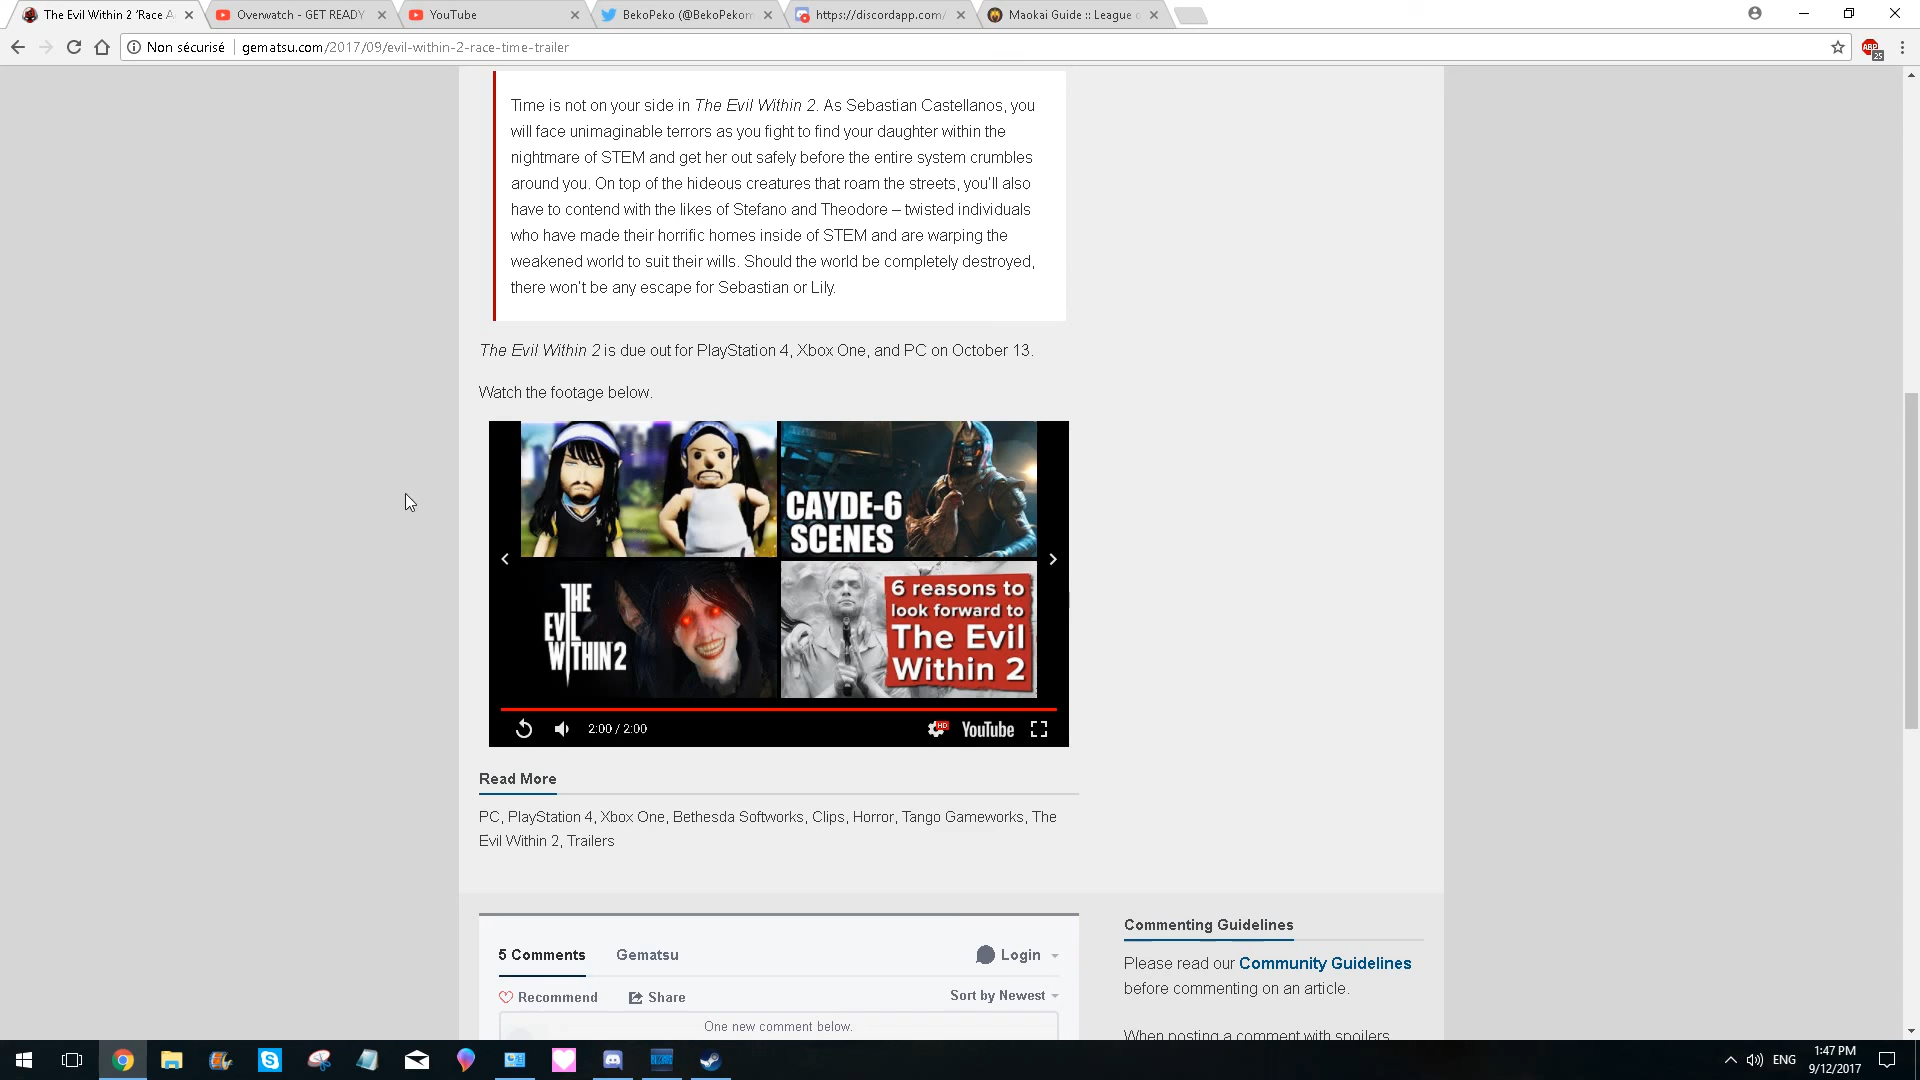 The Evil Within 2 'Race A
Overwatch - GET READY
YouTube
BekoPeko (@BekoPekom
https://discordapp.com/
Maokai Guide :: League o
Non sécurisé
gematsu.com/2017/09/evil-within-2-race-time-trailer
ABP
25
Time is not on your side in The Evil Within 2. As Sebastian Castellanos, you
will face unimaginable terrors as you fight to find your daughter within the
nightmare of STEM and get her out safely before the entire system crumbles
around you. On top of the hideous creatures that roam the streets, you'll also
have to contend with the likes of Stefano and Theodore – twisted individuals
who have made their horrific homes inside of STEM and are warping the
weakened world to suit their wills. Should the world be completely destroyed,
there won't be any escape for Sebastian or Lily.
The Evil Within 2 is due out for PlayStation 4, Xbox One, and PC on October 13.
Watch the footage below.
CAYDE-6
SCENES
THE
EVIL
WITHIN 2
6 reasons to
look forward to
The Evil
Within 2
2:00 / 2:00
HD
YouTube
Read More
PC, PlayStation 4, Xbox One, Bethesda Softworks, Clips, Horror, Tango Gameworks, The
Evil Within 2, Trailers
5 Comments
Gematsu
Login
Recommend
Share
Sort by Newest
One new comment below.
Commenting Guidelines
Please read our Community Guidelines
before commenting on an article.
When posting a comment with spoilers
ENG
1:47 PM
9/12/2017